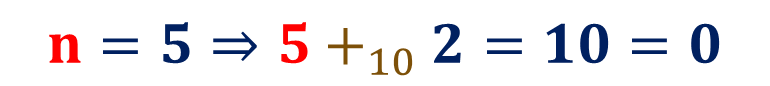 n = 5 ⇒ 5 +₁₀ 2 = 10 = 0